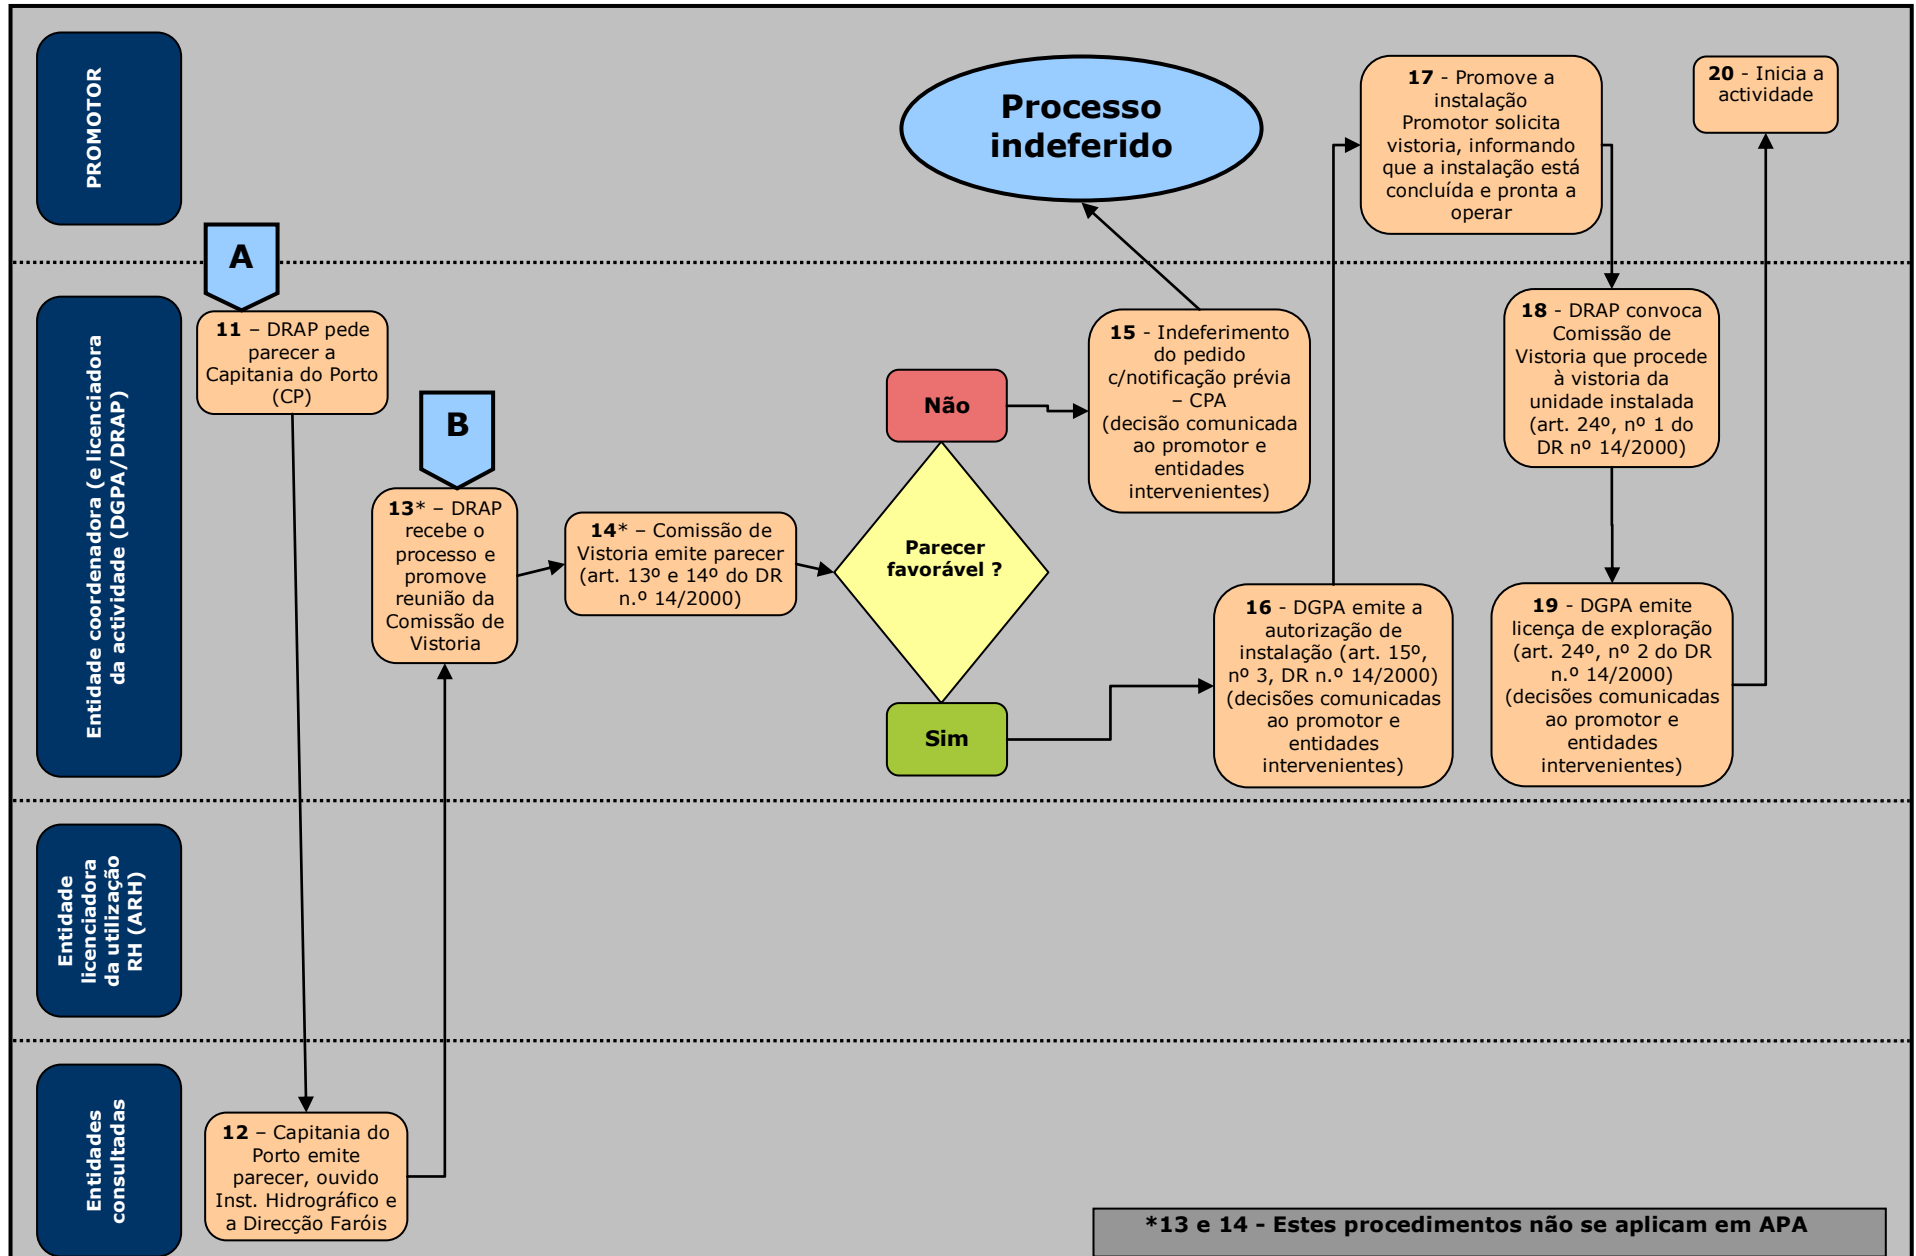 PROMOTOR
Processo
indeferido
17 - Promove a
instalação
Promotor solicita
vistoria, informando
que a instalação está
concluída e pronta a
operar
20 - Inicia a
actividade
Entidade coordenadora (e licenciadora
da actividade (DGPA/DRAP)
A
11 – DRAP pede
parecer a
Capitania do Porto
(CP)
B
13* – DRAP
recebe o
processo e
promove
reunião da
Comissão de
Vistoria
14* – Comissão de
Vistoria emite parecer
(art. 13º e 14º do DR
n.º 14/2000)
Não
Parecer
favorável ?
Sim
15 - Indeferimento
do pedido
c/notificação prévia
– CPA
(decisão comunicada
ao promotor e
entidades
intervenientes)
16 - DGPA emite a
autorização de
instalação (art. 15º,
nº 3, DR n.º 14/2000)
(decisões comunicadas
ao promotor e
entidades
intervenientes)
18 - DRAP convoca
Comissão de
Vistoria que procede
à vistoria da
unidade instalada
(art. 24º, nº 1 do
DR nº 14/2000)
19 - DGPA emite
licença de exploração
(art. 24º, nº 2 do DR
n.º 14/2000)
(decisões comunicadas
ao promotor e
entidades
intervenientes)
Entidade
licenciadora
da utilização
RH (ARH)
Entidades
consultadas
12 – Capitania do
Porto emite
parecer, ouvido
Inst. Hidrográfico e
a Direcção Faróis
*13 e 14 - Estes procedimentos não se aplicam em APA